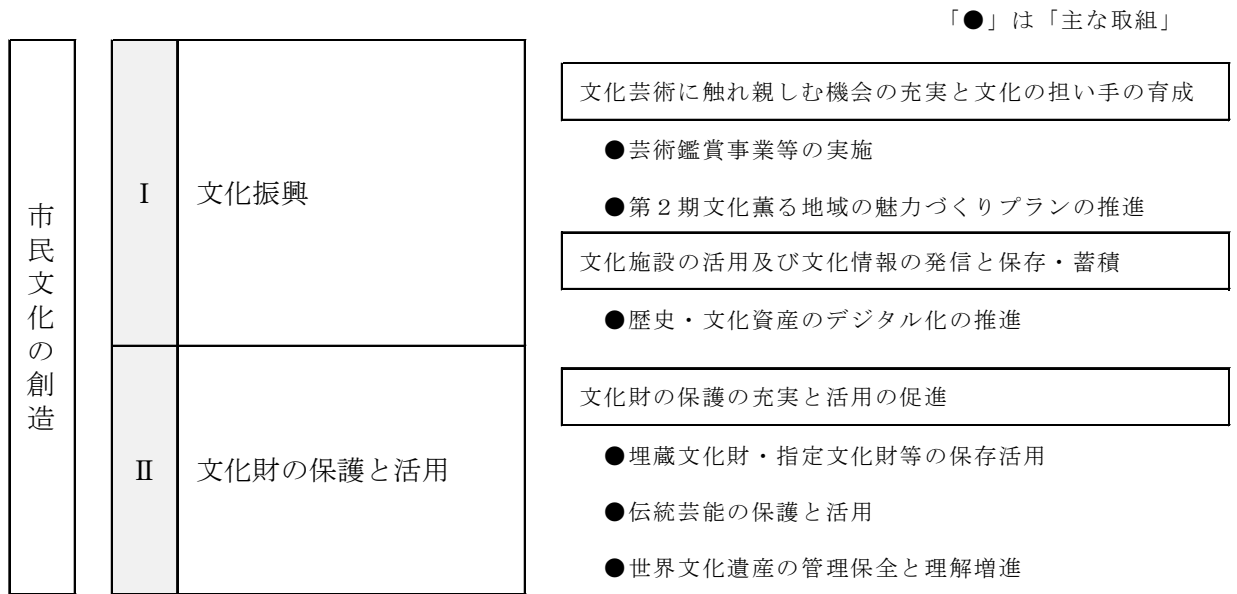 「●」は「主な取組」
市民文化の創造
Ⅰ 文化振興
文化芸術に触れ親しむ機会の充実と文化の担い手の育成
●芸術鑑賞事業等の実施
●第２期文化薫る地域の魅力づくりプランの推進
文化施設の活用及び文化情報の発信と保存・蓄積
●歴史・文化資産のデジタル化の推進
Ⅱ 文化財の保護と活用
文化財の保護の充実と活用の促進
●埋蔵文化財・指定文化財等の保存活用
●伝統芸能の保護と活用
●世界文化遺産の管理保全と理解増進